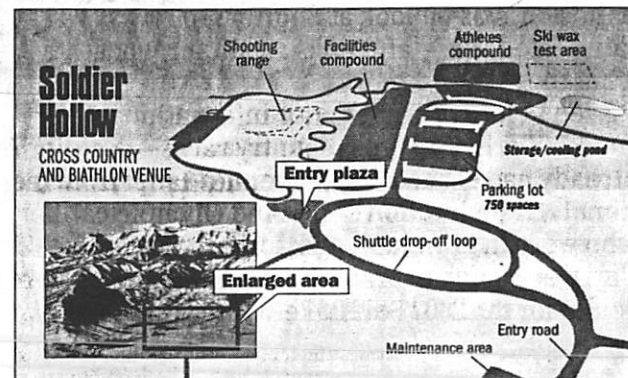 Soldier
Hollow
CROSS COUNTRY
AND BIATHLON VENUE
Shooting
range
Facilities
compound
Athletes
compound
Ski wax
test area
Storage/cooling pond
Entry plaza
Parking lot
750 spaces
Shuttle drop-off loop
Enlarged area
Entry road
Maintenance area